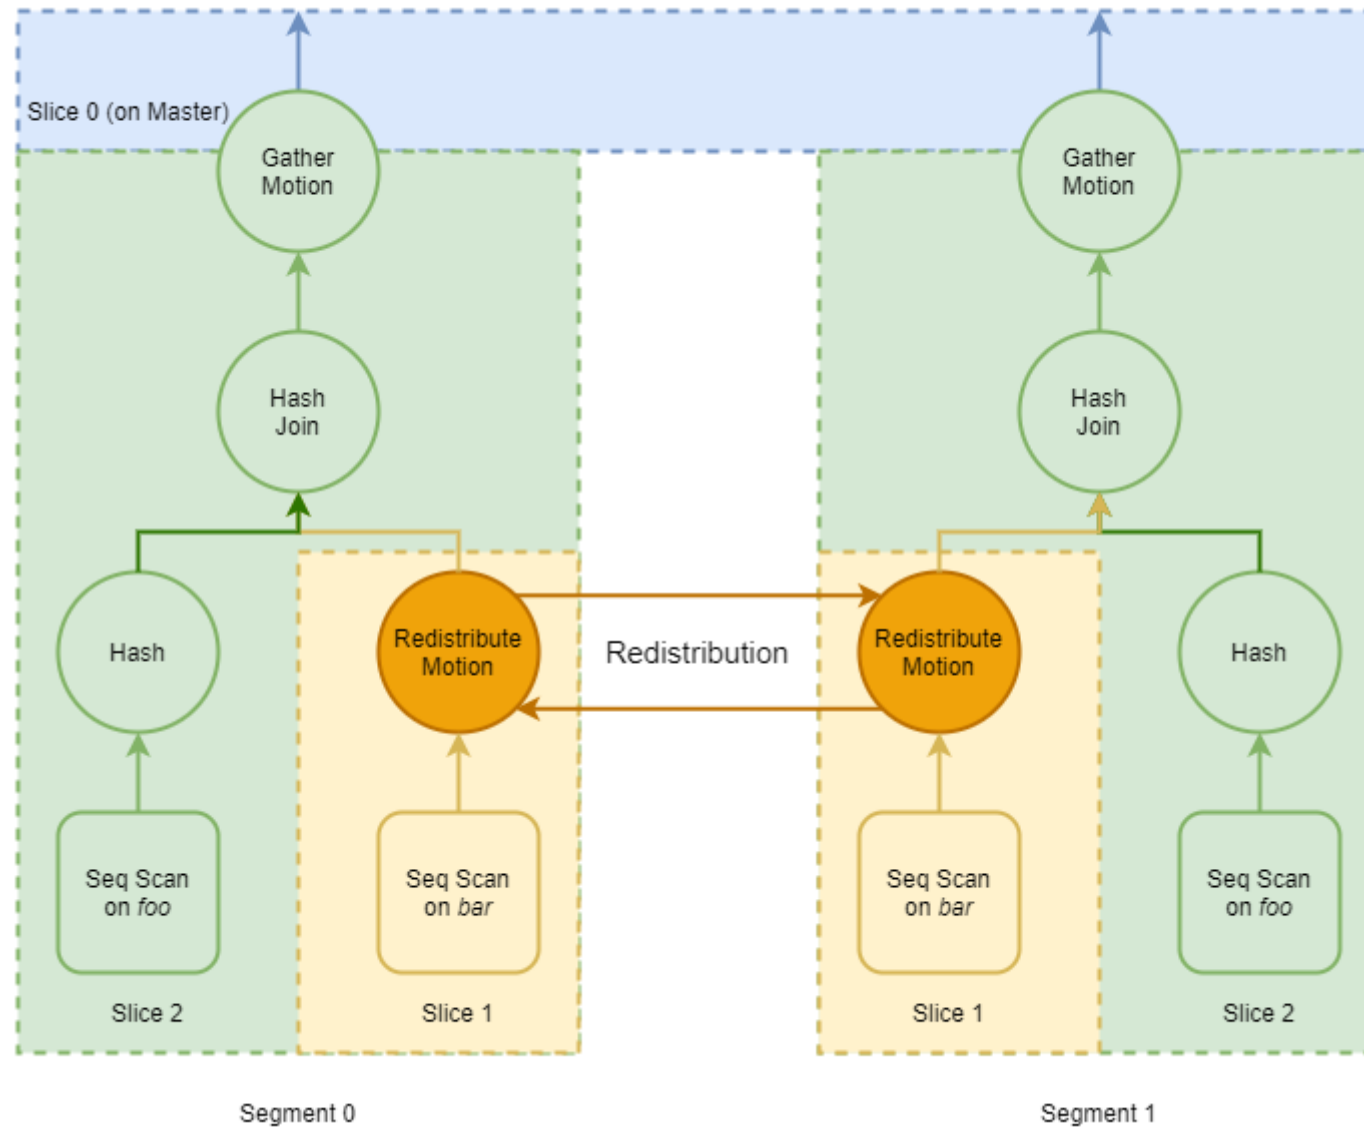 Slice 0 (on Master)
Gather
Motion
Gather
Motion
Hash
Join
Hash
Join
Hash
Redistribute
Motion
Redistribution
Redistribute
Motion
Hash
Seq Scan
on foo
Seq Scan
on bar
Seq Scan
on bar
Seq Scan
on foo
Slice 2
Slice 1
Slice 1
Slice 2
Segment 0
Segment 1